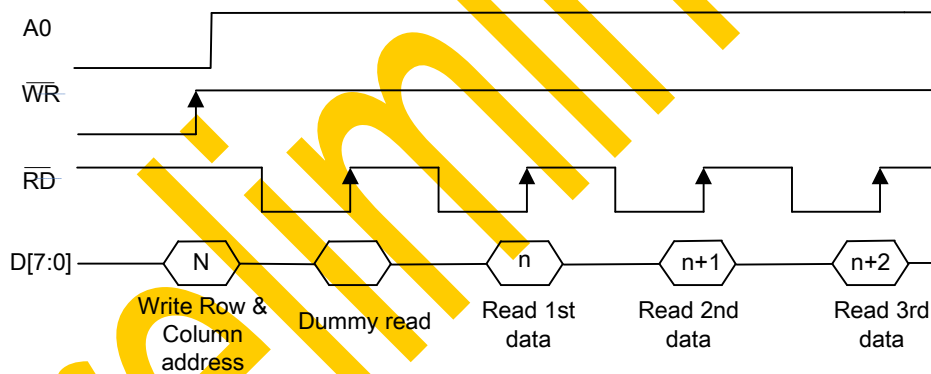 A0
WR
RD
D[7:0]
N
n
n+1
n+2
Write Row &
Column
address
Dummy read
Read 1st
data
Read 2nd
data
Read 3rd
data